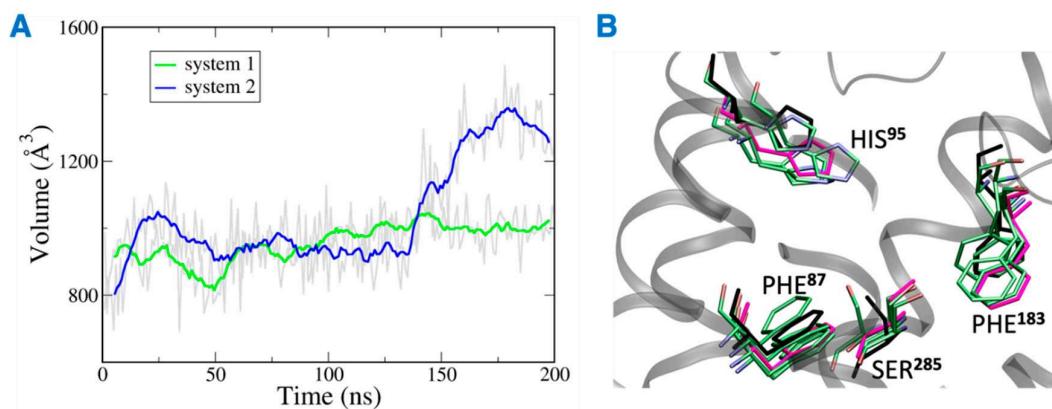 A
1600
1200
800
Volume (Å³)
system 1
system 2
0
50
100
150
200
Time (ns)
B
HIS⁹⁵
PHE⁸⁷
PHE¹⁸³
SER²⁸⁵